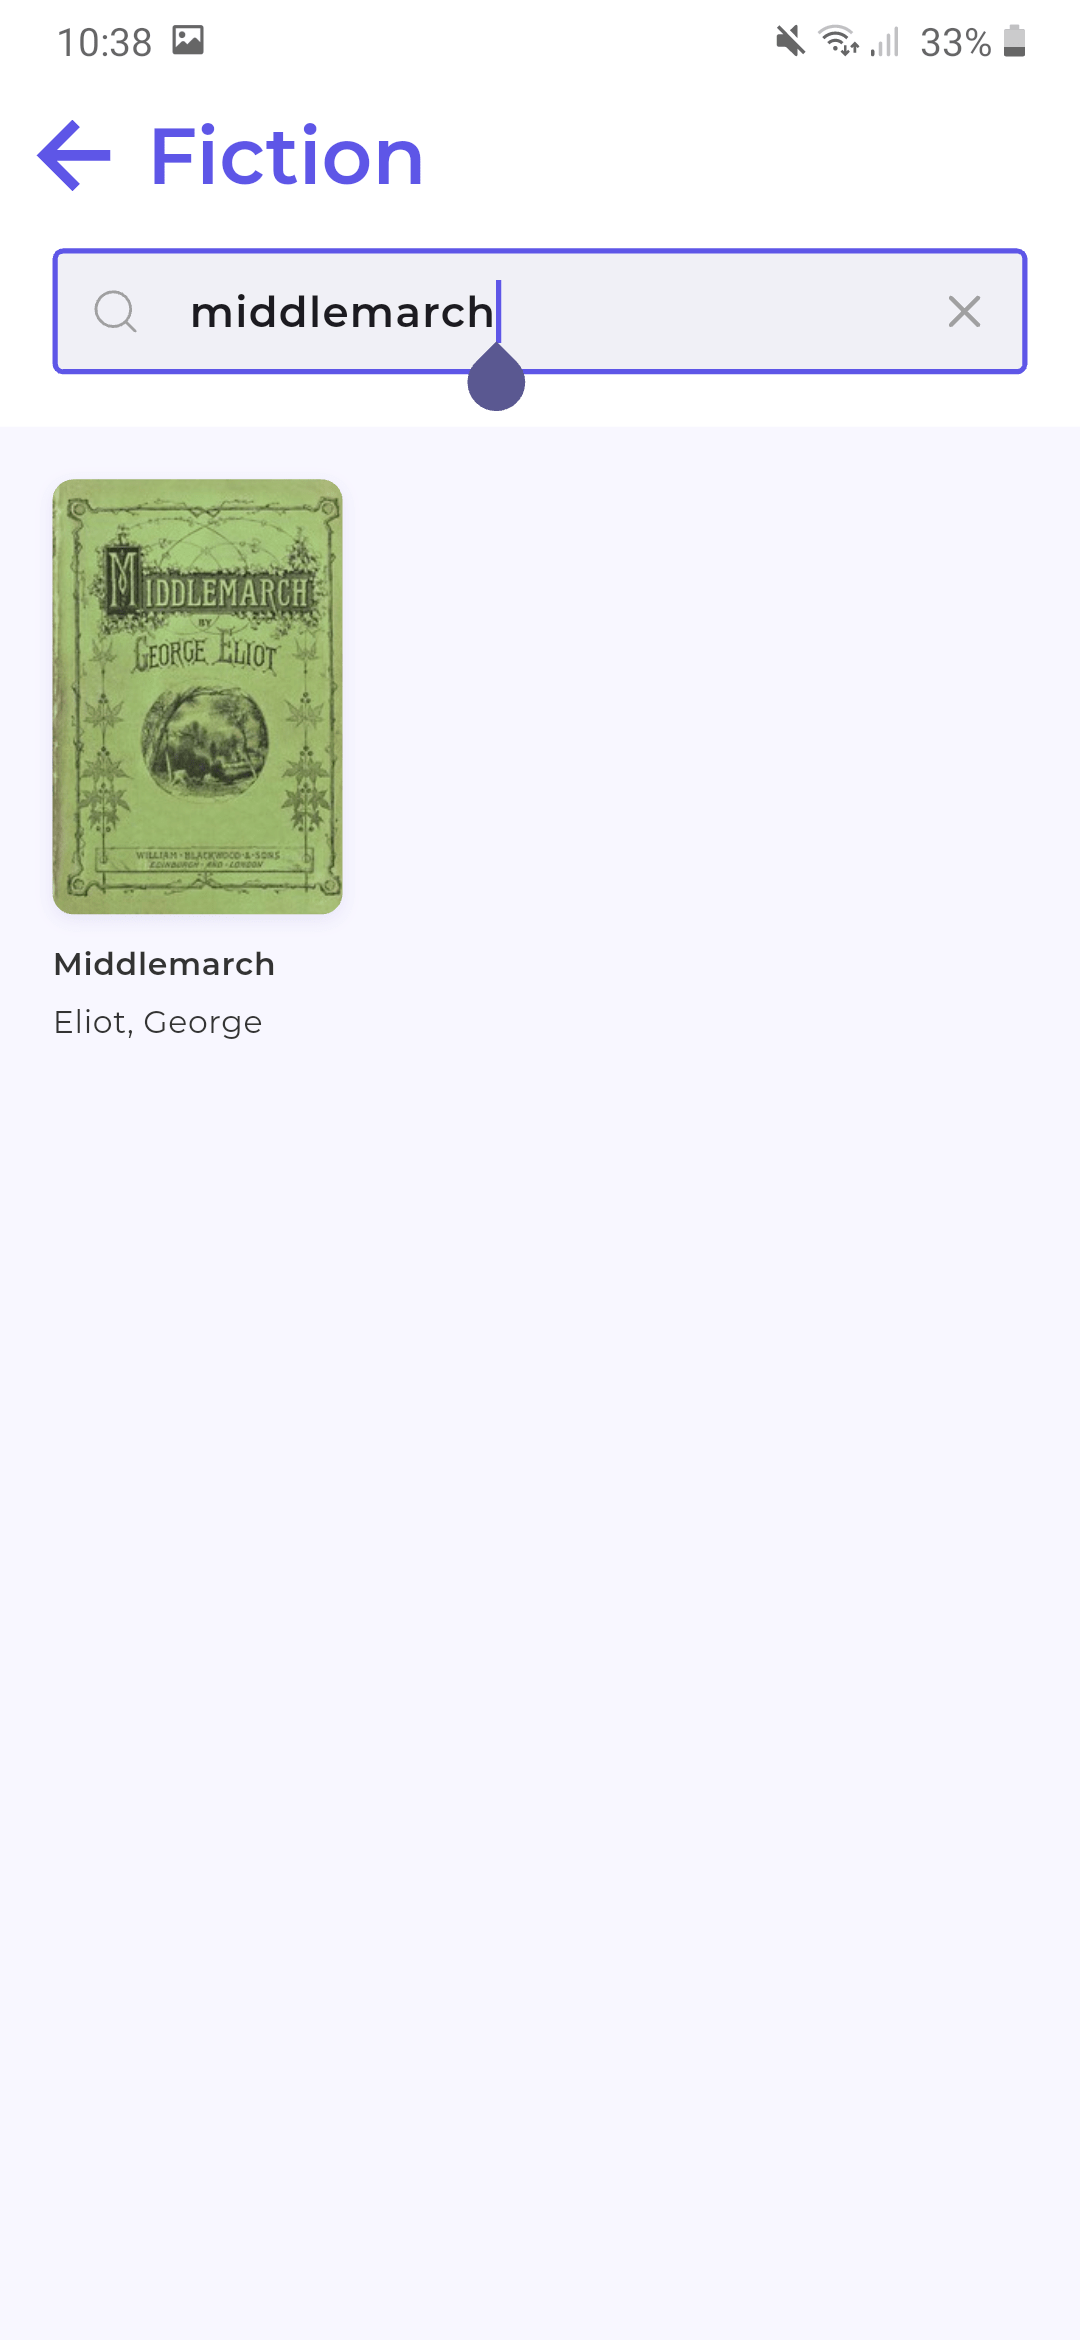 10:38
33%
Fiction
middlemarch
MIDDLEMARCH
BY
GEORGE ELIOT
WILLIAM·BLACKWOOD·&·SONS
EDINBURGH·AND·LONDON
Middlemarch
Eliot, George